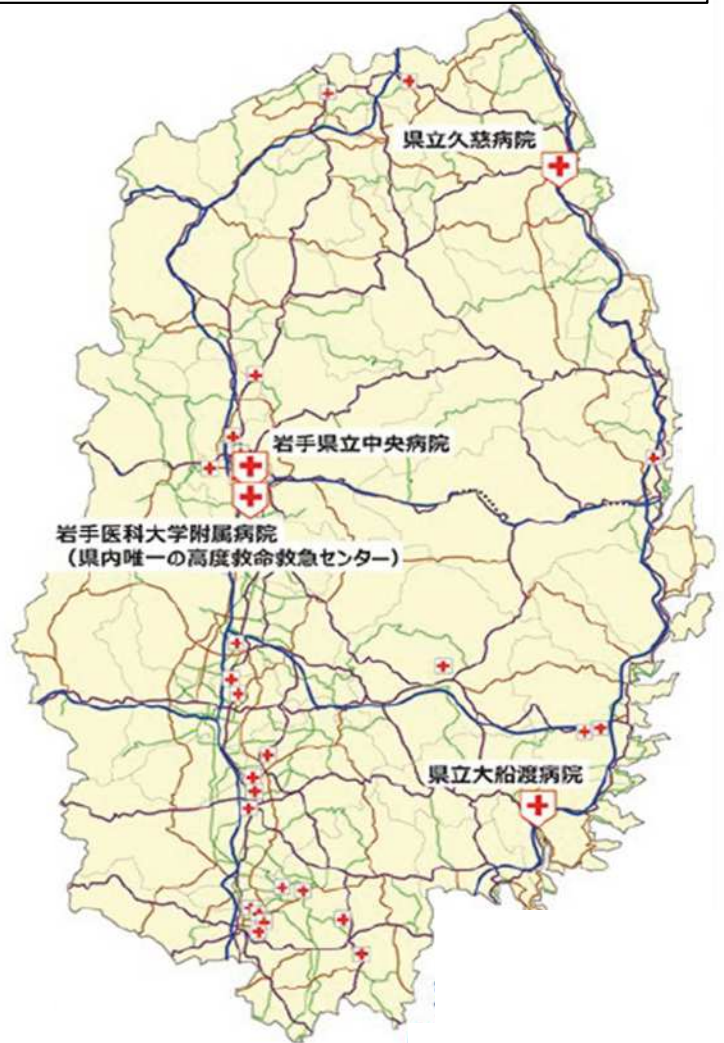 県立久慈病院
岩手県立中央病院
岩手医科大学附属病院
（県内唯一の高度救命救急センター）
県立大船渡病院